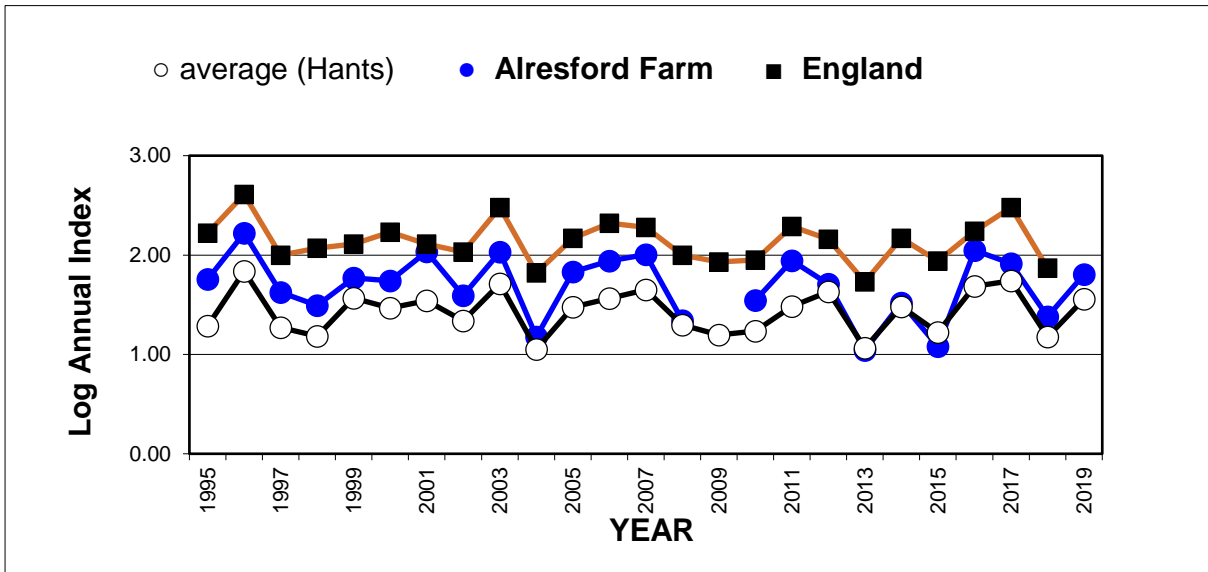 average (Hants) Alresford Farm England
3.00
2.00
1.00
0.00
Log Annual Index
1995 1997 1999 2001 2003 2005 2007 2009 2011 2013 2015 2017 2019
YEAR